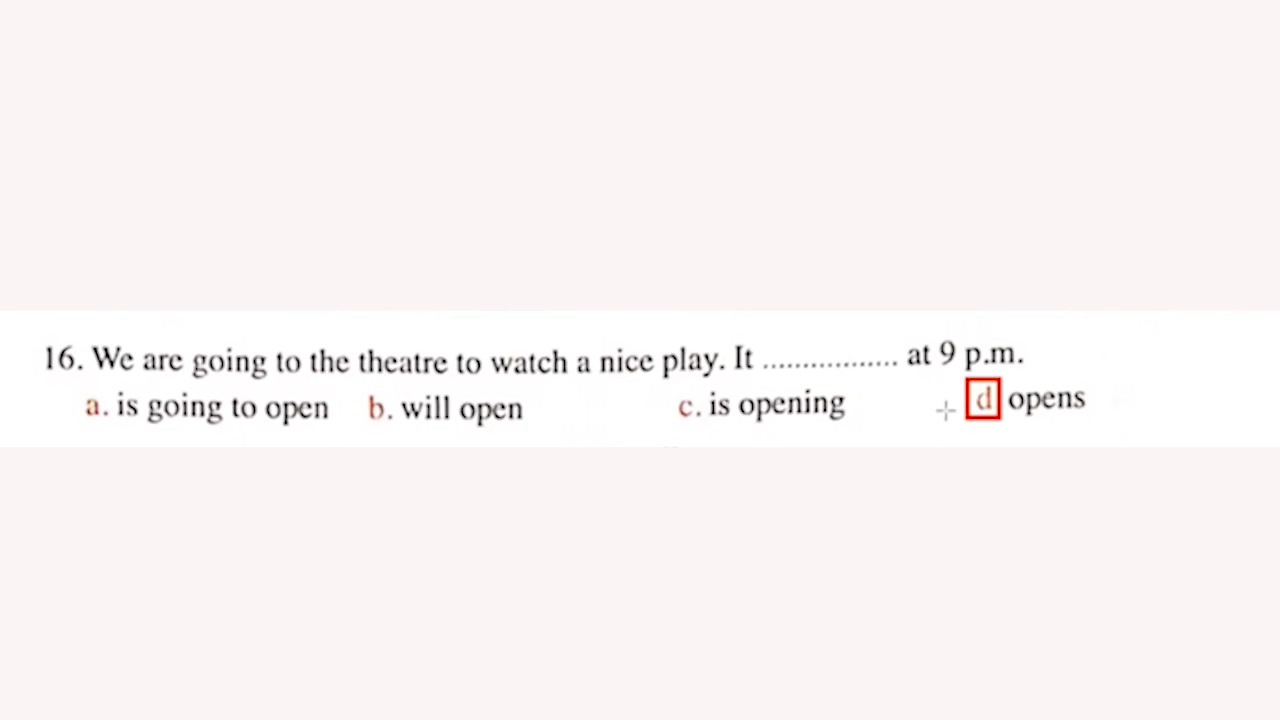 16. We are going to the theatre to watch a nice play. It ................. at 9 p.m.
a. is going to open b. will open c. is opening d opens